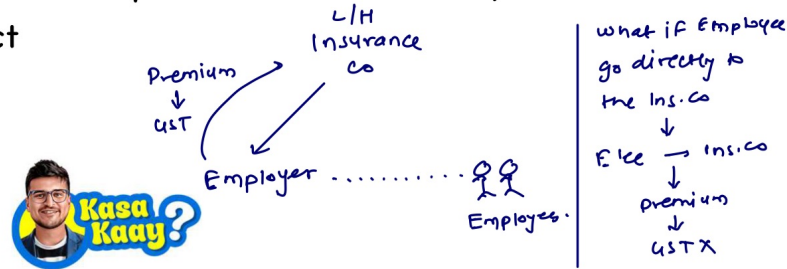 ct
L/H
Insurance
Co
Premium
↓
GST
Employer ..........
Employes.
Kasa
Kaay?
what if Employee
go directly to
the Ins.co
↓
E'ee → Ins.co
↓
Premium
↓
GST X